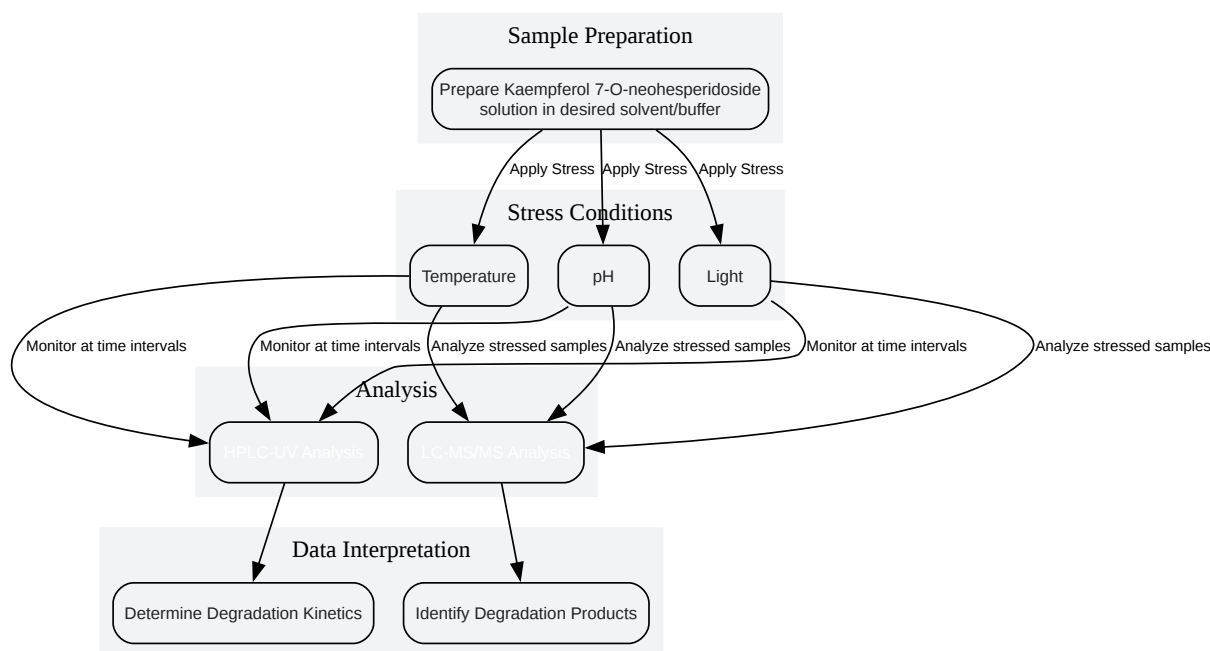 Sample Preparation
Prepare Kaempferol 7-O-neohesperidoside
solution in desired solvent/buffer
Apply Stress
Apply Stress
Apply Stress
Stress Conditions
Temperature
pH
Light
Monitor at time intervals
Monitor at time intervals
Analyze stressed samples
Analyze stressed samples
Monitor at time intervals
Analyze stressed samples
Analysis
HPLC-UV Analysis
LC-MS/MS Analysis
Data Interpretation
Determine Degradation Kinetics
Identify Degradation Products